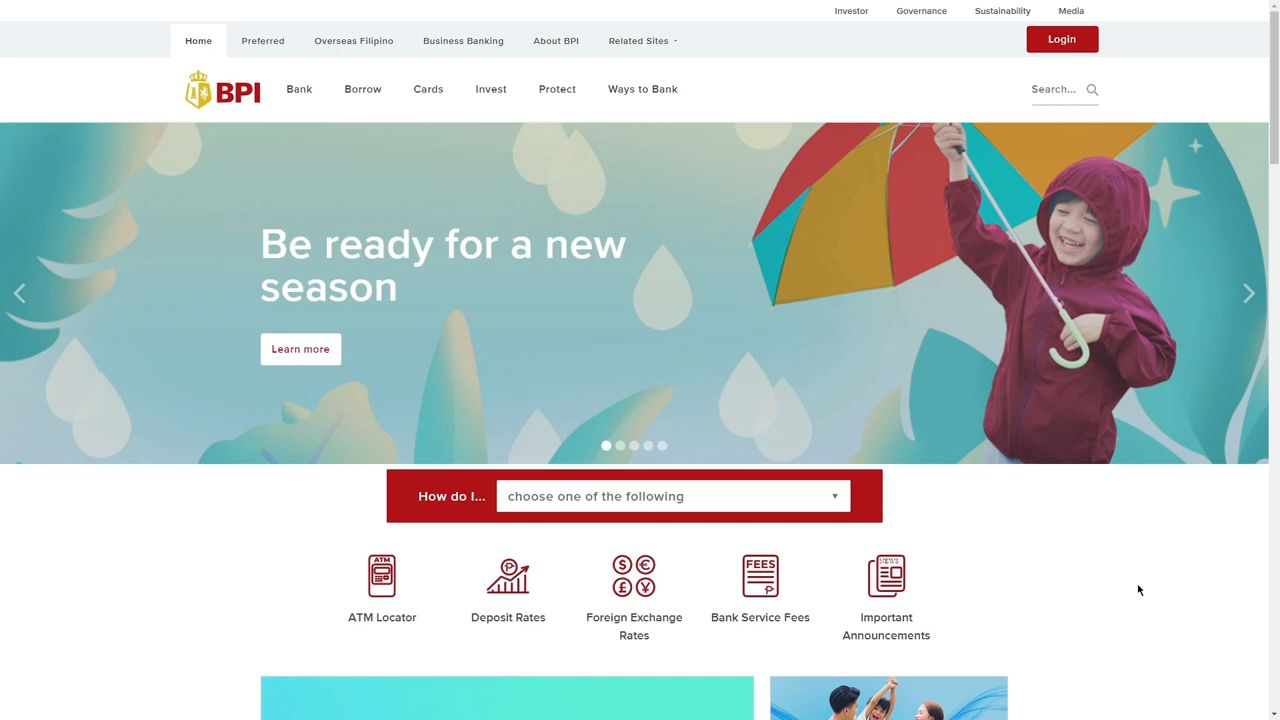 Investor Governance Sustainability Media
Home Preferred Overseas Filipino Business Banking About BPI Related Sites Login
BPI Bank Borrow Cards Invest Protect Ways to Bank Search...
Be ready for a new
season
Learn more
How do I... choose one of the following
ATM
FEES
NEWS
ATM Locator Deposit Rates Foreign Exchange Rates Bank Service Fees Important Announcements